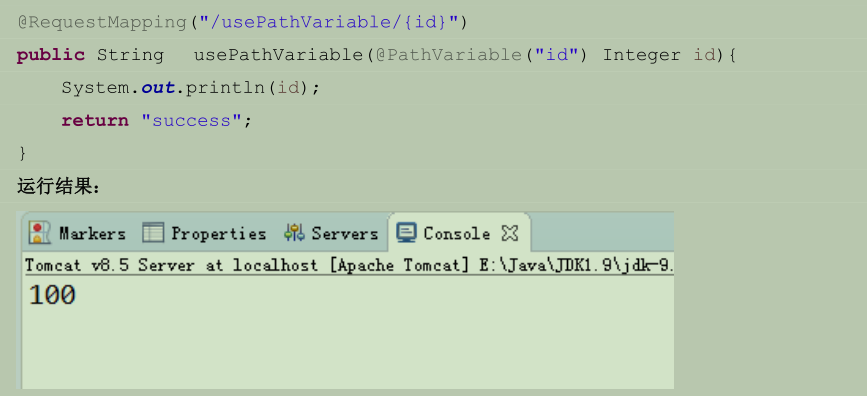 @RequestMapping("/usePathVariable/{id}")
public String usePathVariable(@PathVariable("id") Integer id){
System.out.println(id);
return "success";
}
运行结果：
Markers Properties Servers Console
Tomcat v8.5 Server at localhost [Apache Tomcat] E:\Java\JDK1.9\jdk-9.
100